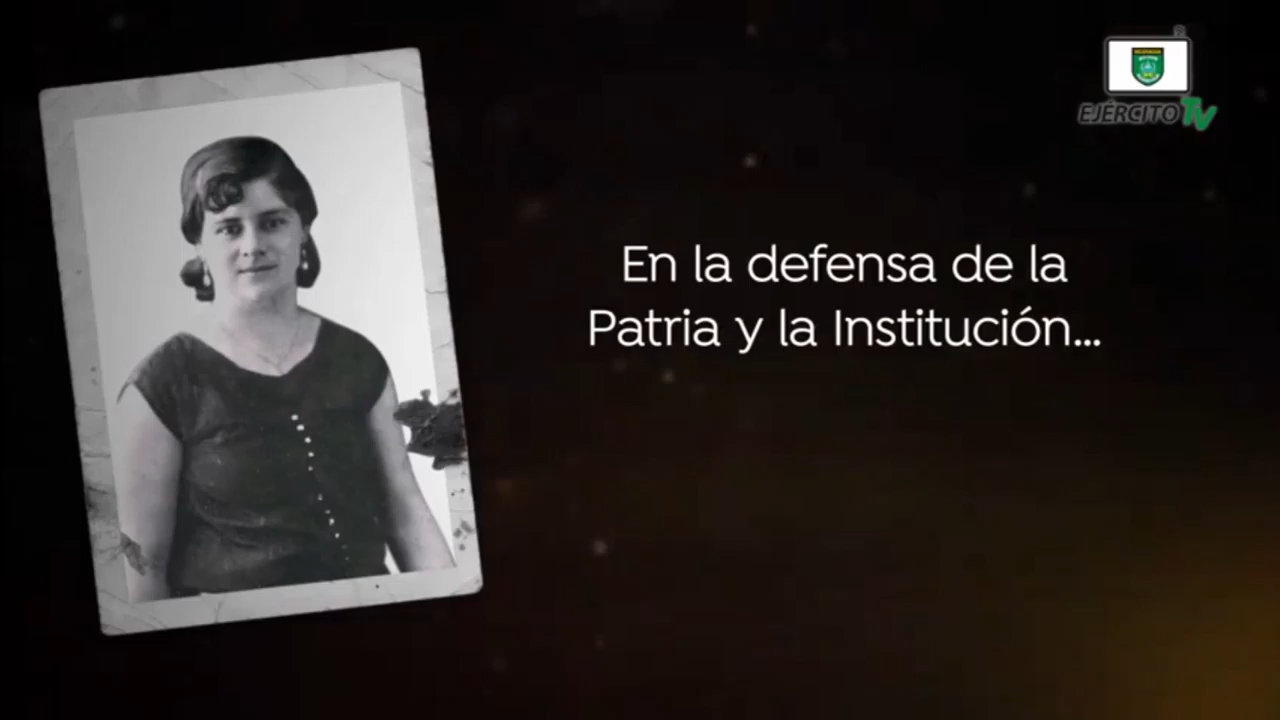 EJÉRCITO TV
En la defensa de la
Patria y la Institución...